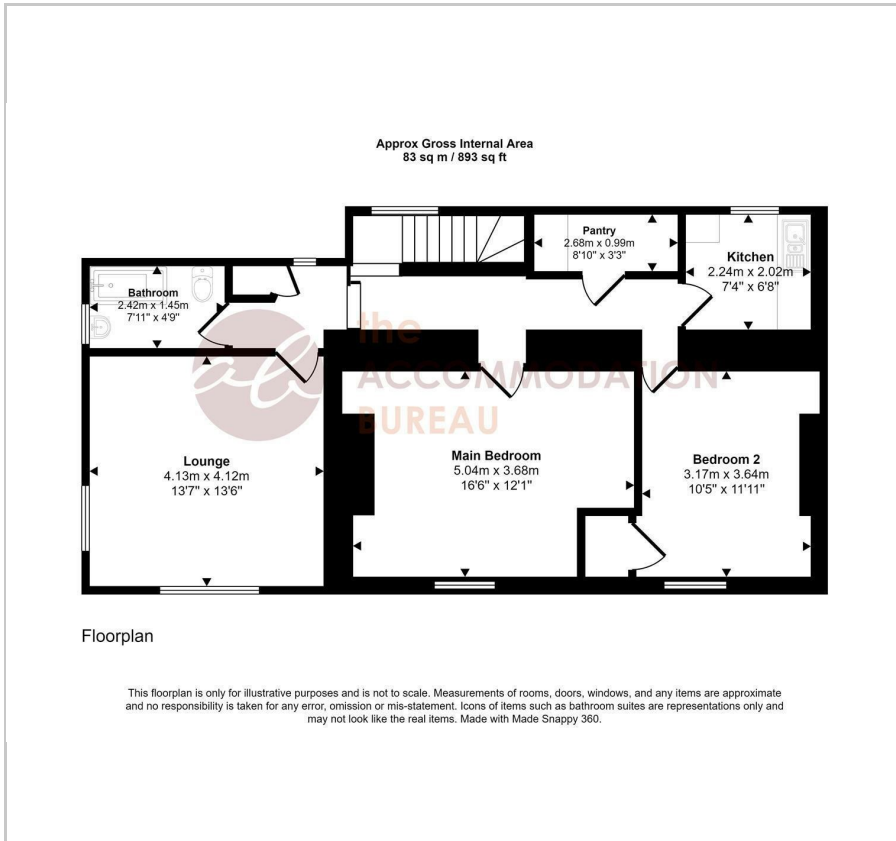 Approx Gross Internal Area
83 sq m / 893 sq ft
Pantry
2.68m x 0.99m
8'10" x 3'3"
Kitchen
2.24m x 2.02m
7'4" x 6'8"
Bathroom
2.42m x 1.45m
7'11" x 4'9"
the
ACCOMMODATION
BUREAU
Lounge
4.13m x 4.12m
13'7" x 13'6"
Main Bedroom
5.04m x 3.68m
16'6" x 12'1"
Bedroom 2
3.17m x 3.64m
10'5" x 11'11"
Floorplan
This floorplan is only for illustrative purposes and is not to scale. Measurements of rooms, doors, windows, and any items are approximate
and no responsibility is taken for any error, omission or mis-statement. Icons of items such as bathroom suites are representations only and
may not look like the real items. Made with Made Snappy 360.